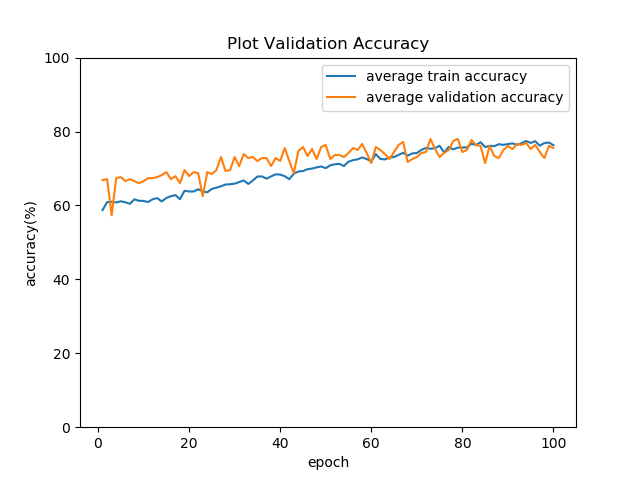 Plot Validation Accuracy
average train accuracy
average validation accuracy
accuracy(%)
100
80
60
40
20
0
0 20 40 60 80 100
epoch